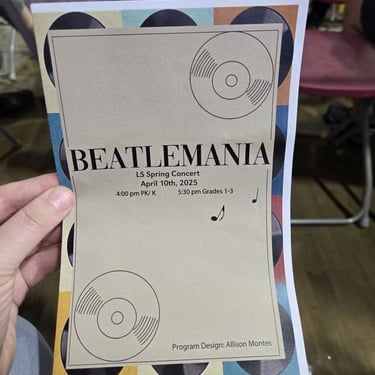 BEATLEMANIA
LS Spring Concert
April 10th, 2025
4:00 pm PK/ K 5:30 pm Grades 1-3
Program Design: Allison Montes